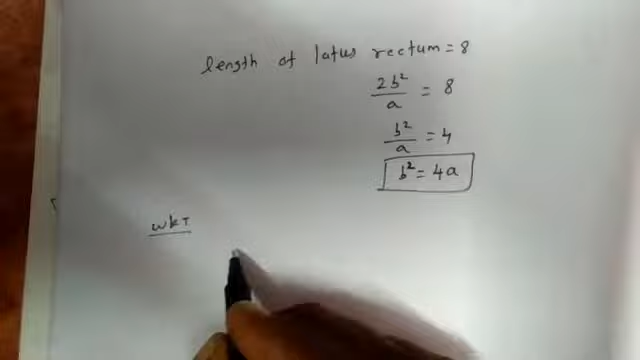 length of latus rectum = 8
2b²/a = 8
b²/a = 4
b² = 4a
WKT